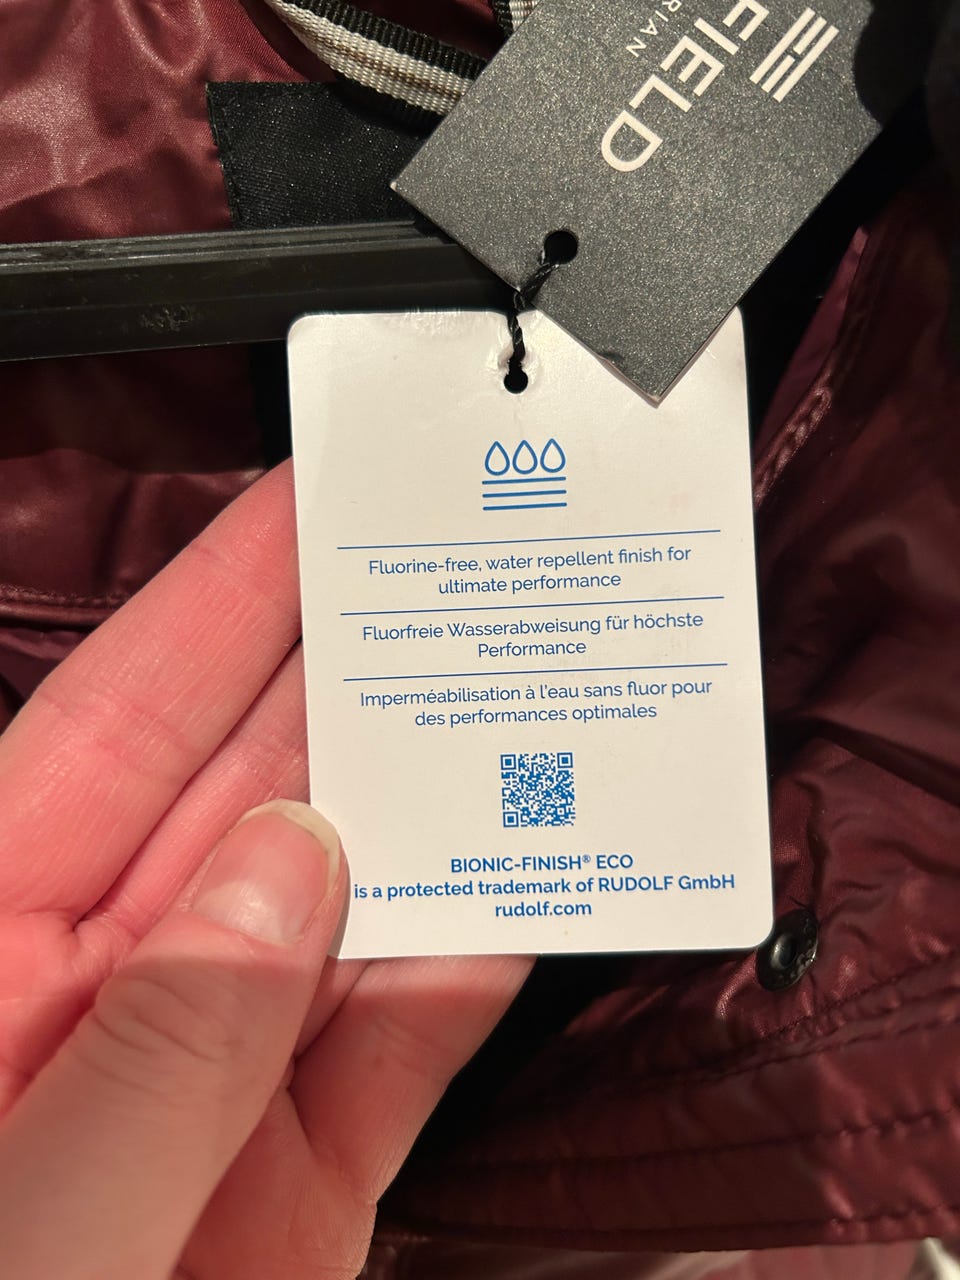 FIELD
RIAN
Fluorine-free, water repellent finish for
ultimate performance
Fluorfreie Wasserabweisung für höchste
Performance
Imperméabilisation à l'eau sans fluor pour
des performances optimales
BIONIC-FINISH® ECO
is a protected trademark of RUDOLF GmbH
rudolf.com